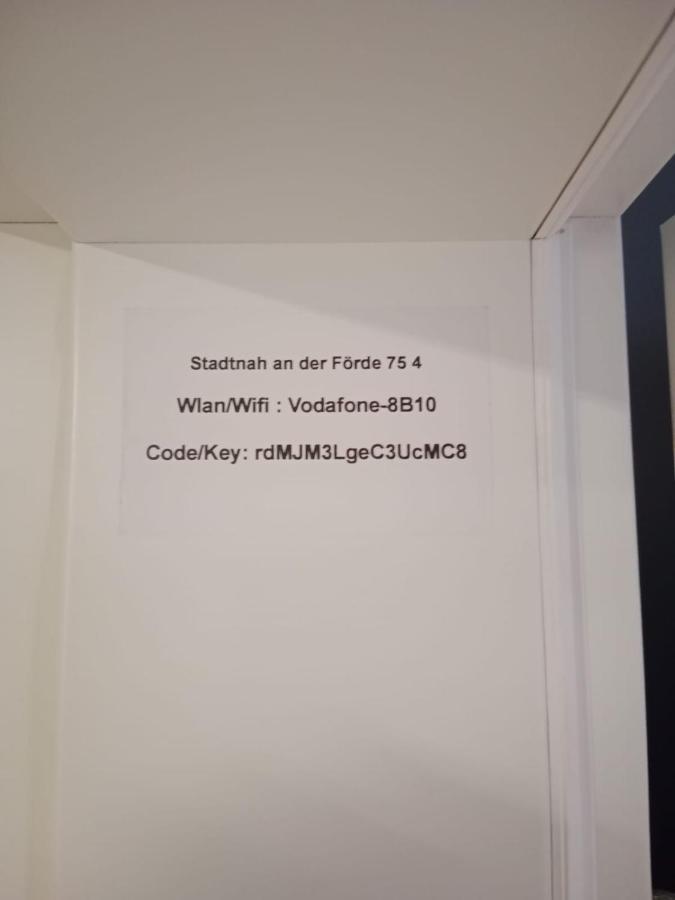 Stadtnah an der Förde 75 4
Wlan/Wifi : Vodafone-8B10
Code/Key: rdMJM3LgeC3UcMC8